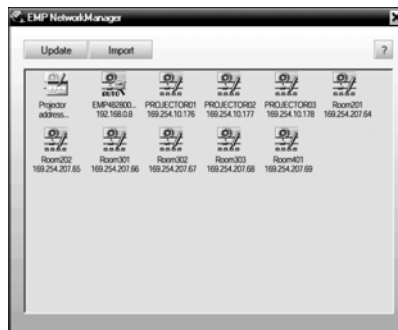 EMP NetworkManager
Update Import ?
Projector address...
EMP482800... 192.168.0.8
PROJECTOR01 169.254.10.176
PROJECTOR02 169.254.10.177
PROJECTOR03 169.254.10.178
Room201 169.254.207.64
Room202 169.254.207.65
Room301 169.254.207.66
Room302 169.254.207.67
Room303 169.254.207.68
Room401 169.254.207.69